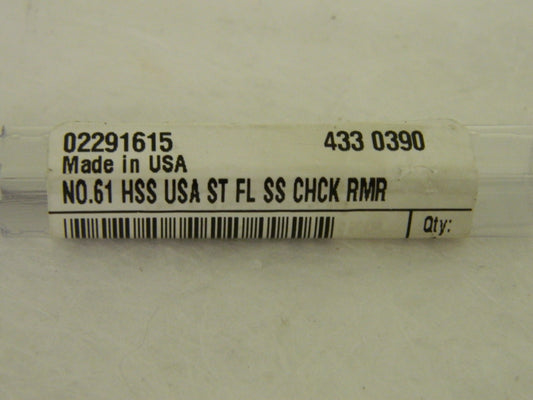 02291615 433 0390
Made in USA
NO.61 HSS USA ST FL SS CHCK RMR
Qty: